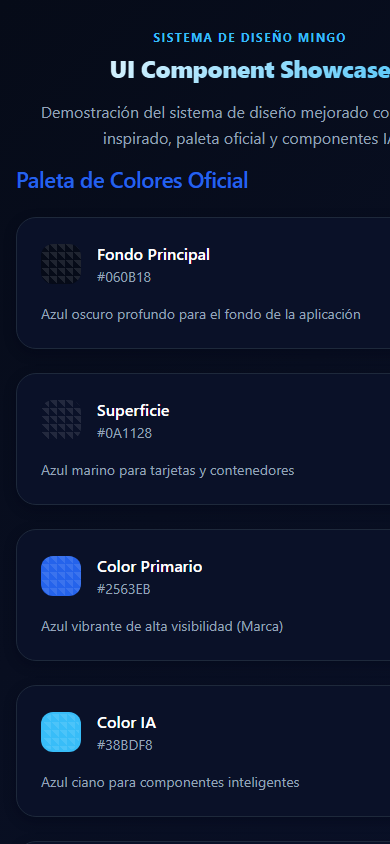 SISTEMA DE DISEÑO MINGO
UI Component Showcase
Demostración del sistema de diseño mejorado co
inspirado, paleta oficial y componentes I
Paleta de Colores Oficial
Fondo Principal
#060B18
Azul oscuro profundo para el fondo de la aplicación
Superficie
#0A1128
Azul marino para tarjetas y contenedores
Color Primario
#2563EB
Azul vibrante de alta visibilidad (Marca)
Color IA
#38BDF8
Azul ciano para componentes inteligentes